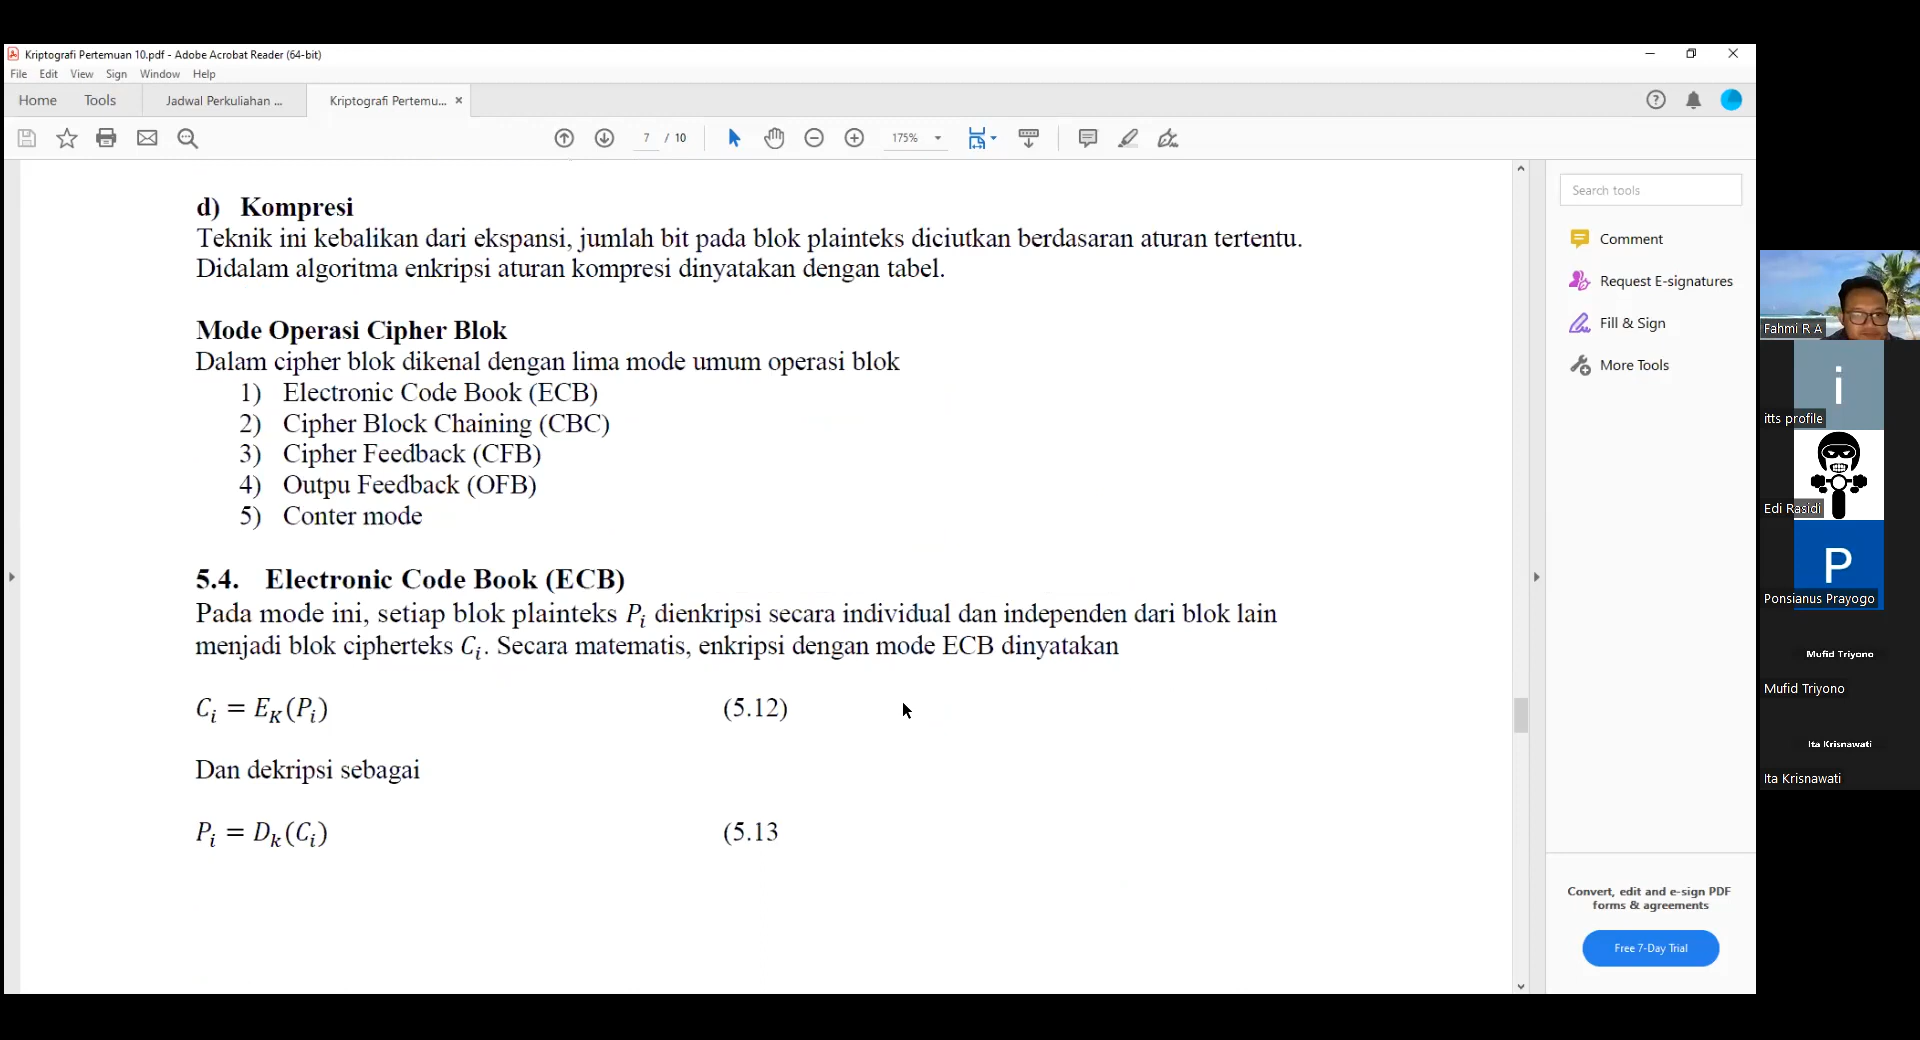 Kriptografi Pertemuan 10.pdf - Adobe Acrobat Reader (64-bit)
File Edit View Sign Window Help
Home Tools Jadwal Perkuliahan ... Kriptografi Pertemu... ×
7 / 10 175%
d) Kompresi
Teknik ini kebalikan dari ekspansi, jumlah bit pada blok plainteks diciutkan berdasaran aturan tertentu.
Didalam algoritma enkripsi aturan kompresi dinyatakan dengan tabel.
Mode Operasi Cipher Blok
Dalam cipher blok dikenal dengan lima mode umum operasi blok
1) Electronic Code Book (ECB)
2) Cipher Block Chaining (CBC)
3) Cipher Feedback (CFB)
4) Outpu Feedback (OFB)
5) Conter mode
5.4. Electronic Code Book (ECB)
Pada mode ini, setiap blok plainteks P_i dienkripsi secara individual dan independen dari blok lain
menjadi blok cipherteks C_i. Secara matematis, enkripsi dengan mode ECB dinyatakan
C_i = E_K(P_i) (5.12)
Dan dekripsi sebagai
P_i = D_k(C_i) (5.13
Search tools
Comment
Request E-signatures
Fill & Sign
More Tools
Convert, edit and e-sign PDF
forms & agreements
Free 7-Day Trial
Fahmi R A
i
itts profile
Edi Rasidi
P
Ponsianus Prayogo
Mufid Triyono
Mufid Triyono
Ita Krisnawati
Ita Krisnawati